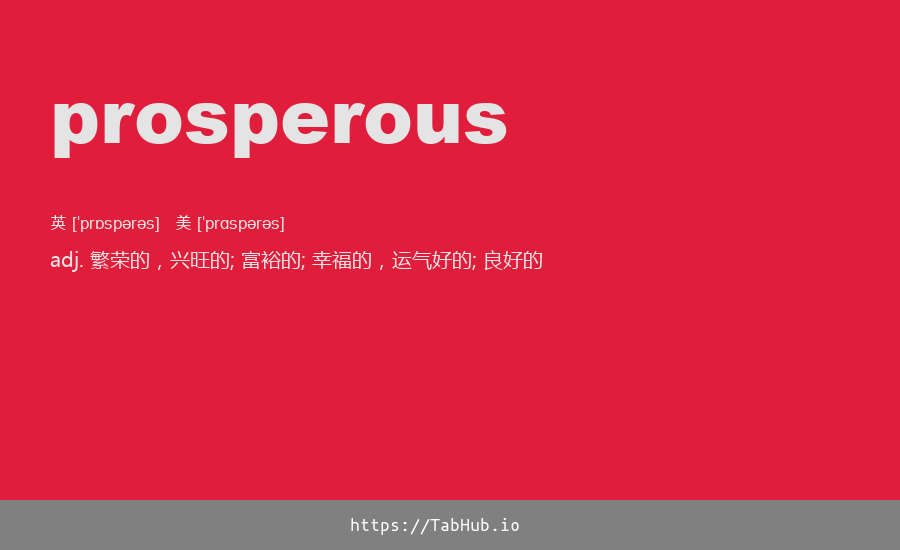 prosperous
英 [ˈprɒspərəs] 美 [ˈprɑspərəs]
adj. 繁荣的，兴旺的; 富裕的; 幸福的，运气好的; 良好的
https://TabHub.io